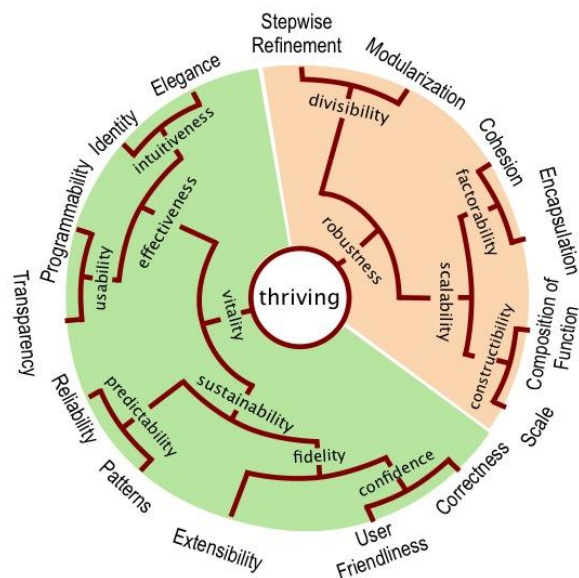 Stepwise
Refinement
Modularization
Cohesion
Encapsulation
Composition of
Function
Scale
Correctness
User
Friendliness
Extensibility
Patterns
Reliability
Transparency
Programmability
Identity
Elegance
divisibility
factorability
scalability
constructibility
robustness
thriving
vitality
intuitiveness
effectiveness
usability
sustainability
predictability
fidelity
confidence